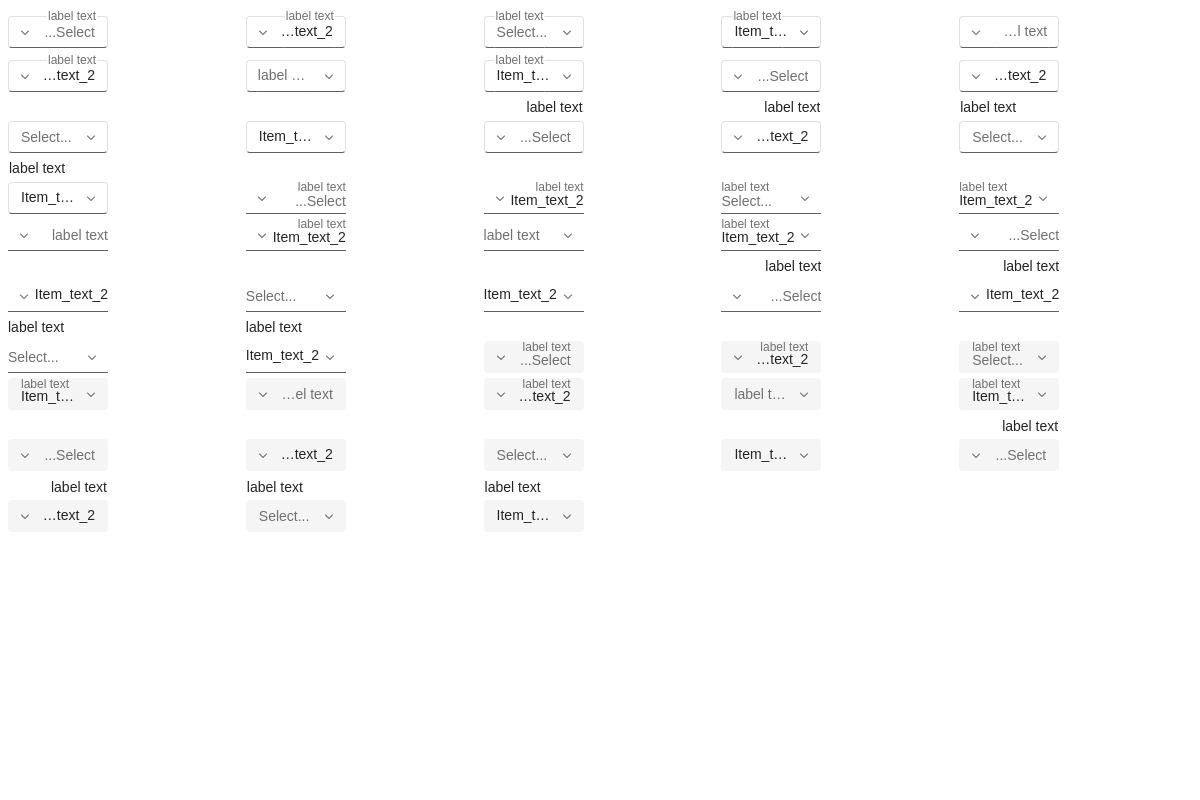 label text label text label text label text
Select... …text_2 Select... Item_t… …l text
label text
…text_2 label … Item_t… ...Select …text_2
label text label text label text
Select... Item_t… ...Select …text_2 Select...
label text
Item_t…
label text label text label text label text
...Select Item_text_2 Select... Item_text_2
label text label text
label text Item_text_2 label text Item_text_2 ...Select
label text label text
Item_text_2 Select... Item_text_2 ...Select Item_text_2
label text label text
Select... Item_text_2
label text label text label text
...Select …text_2 Select...
label text label text label text
Item_t… …el text …text_2 label t… Item_t…
label text
...Select …text_2 Select... Item_t… ...Select
label text label text label text
…text_2 Select... Item_t…